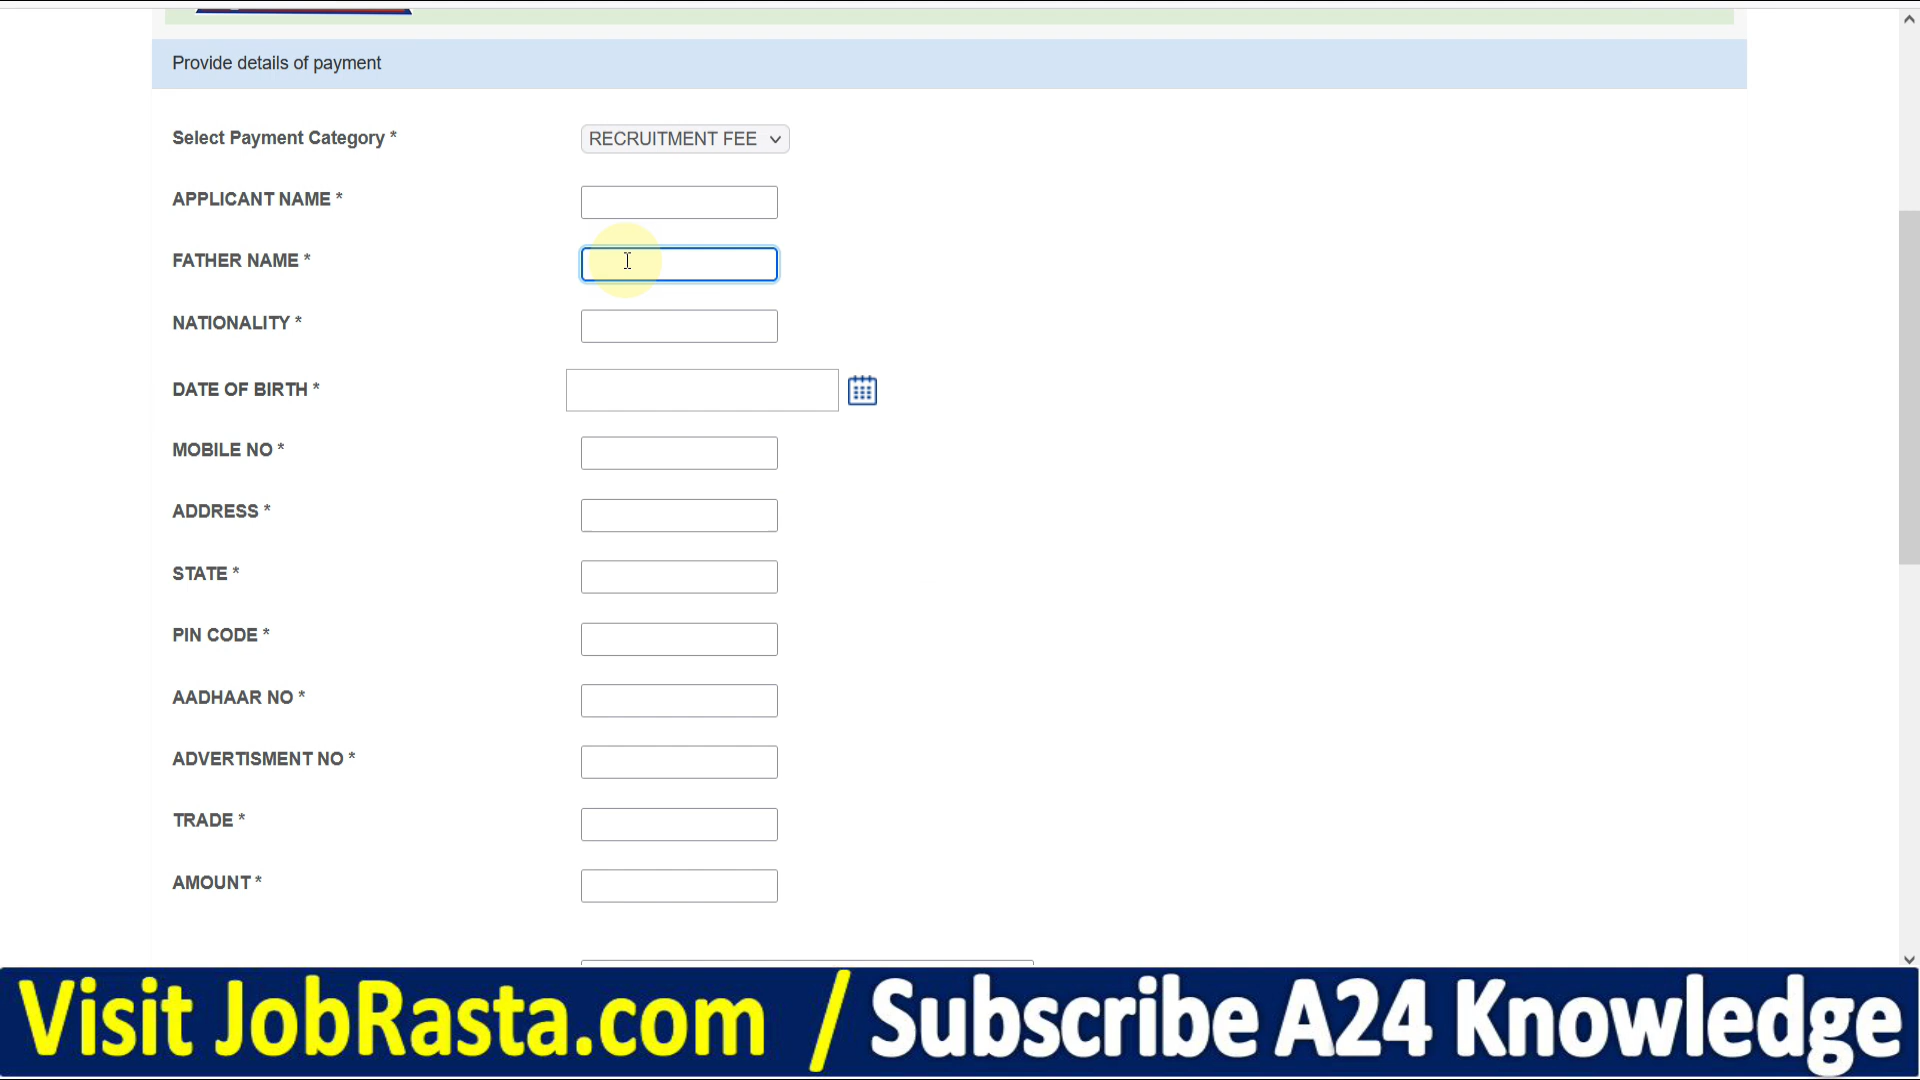 Provide details of payment
Select Payment Category * RECRUITMENT FEE
APPLICANT NAME *
FATHER NAME *
NATIONALITY *
DATE OF BIRTH *
MOBILE NO *
ADDRESS *
STATE *
PIN CODE *
AADHAAR NO *
ADVERTISMENT NO *
TRADE *
AMOUNT *
Visit JobRasta.com / Subscribe A24 Knowledge